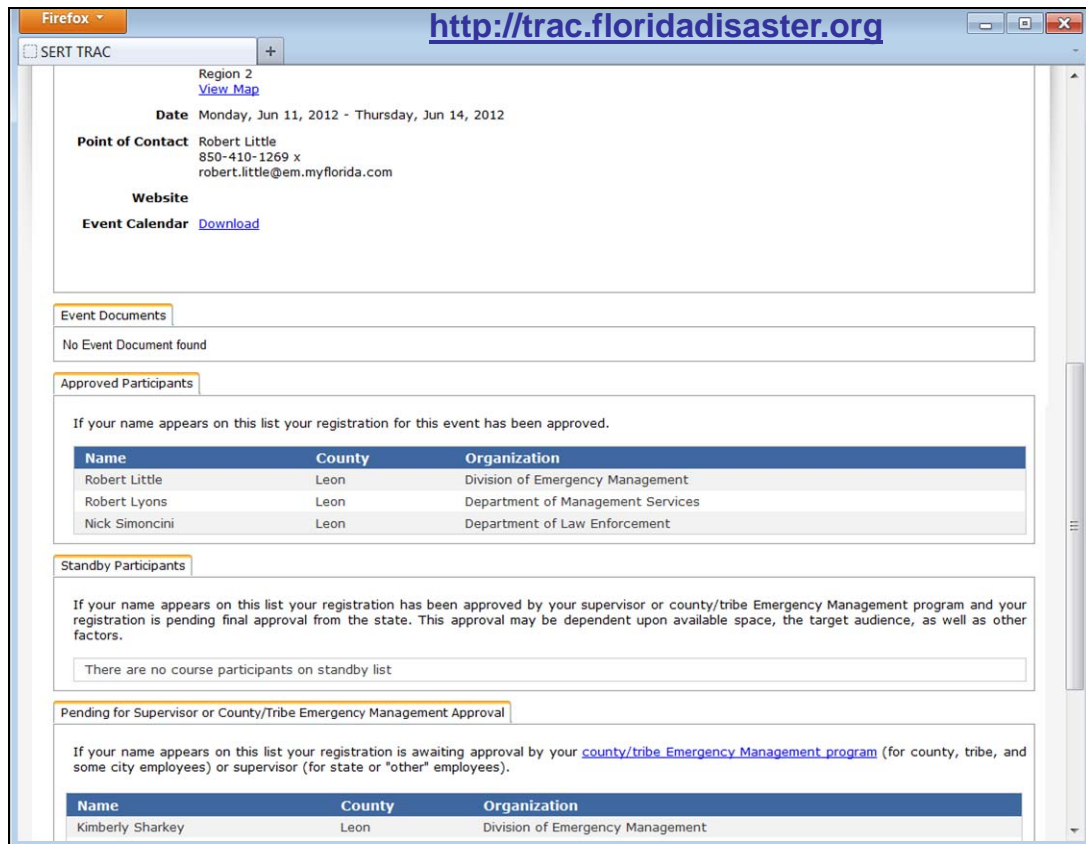 Firefox
http://trac.floridadisaster.org
SERT TRAC
+
Region 2
View Map
Date Monday, Jun 11, 2012 - Thursday, Jun 14, 2012
Point of Contact Robert Little
850-410-1269 x
robert.little@em.myflorida.com
Website
Event Calendar Download
Event Documents
No Event Document found
Approved Participants
If your name appears on this list your registration for this event has been approved.
Name County Organization
Robert Little Leon Division of Emergency Management
Robert Lyons Leon Department of Management Services
Nick Simoncini Leon Department of Law Enforcement
Standby Participants
If your name appears on this list your registration has been approved by your supervisor or county/tribe Emergency Management program and your
registration is pending final approval from the state. This approval may be dependent upon available space, the target audience, as well as other
factors.
There are no course participants on standby list
Pending for Supervisor or County/Tribe Emergency Management Approval
If your name appears on this list your registration is awaiting approval by your county/tribe Emergency Management program (for county, tribe, and
some city employees) or supervisor (for state or "other" employees).
Name County Organization
Kimberly Sharkey Leon Division of Emergency Management